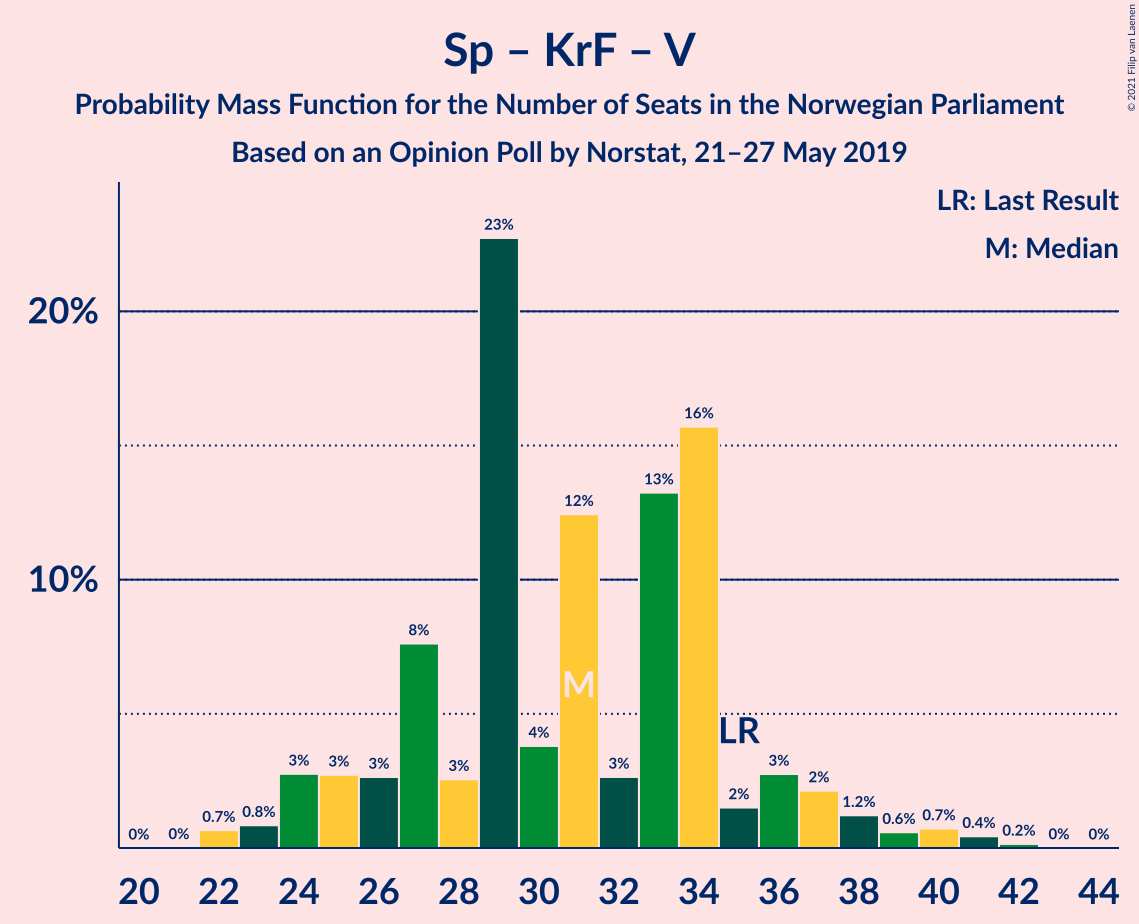 Sp – KrF – V
Probability Mass Function for the Number of Seats in the Norwegian Parliament
Based on an Opinion Poll by Norstat, 21–27 May 2019
© 2021 Filip van Laenen
LR: Last Result
M: Median
20%
10%
0% 0% 0.7% 0.8% 3% 3% 3% 8% 3% 23% 4% 12% 3% 13% 16% 2% 3% 2% 1.2% 0.6% 0.7% 0.4% 0.2% 0% 0%
M
LR
20 22 24 26 28 30 32 34 36 38 40 42 44